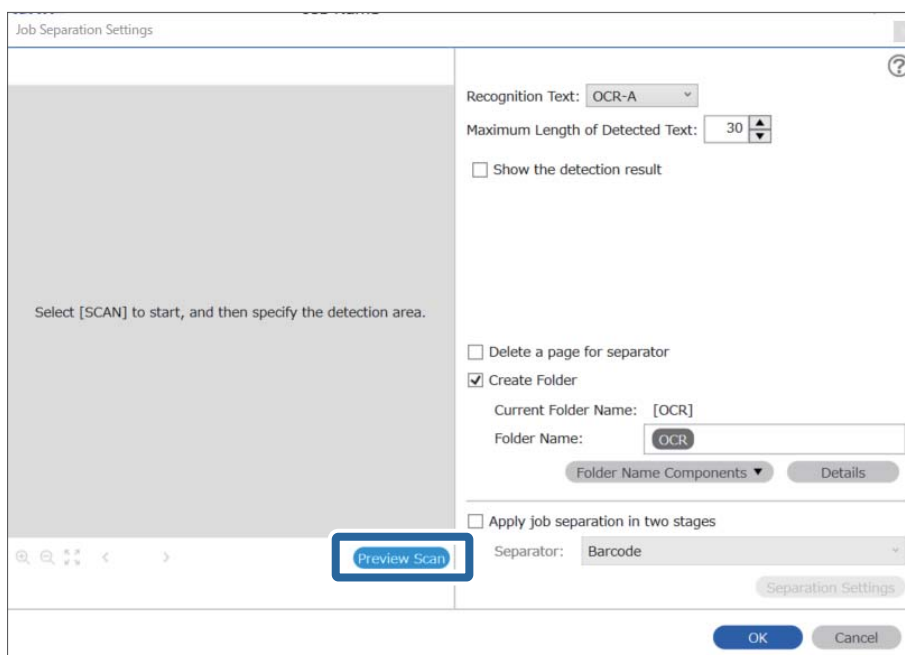 Job Separation Settings
Recognition Text: OCR-A
Maximum Length of Detected Text: 30
Show the detection result
Select [SCAN] to start, and then specify the detection area.
Delete a page for separator
Create Folder
Current Folder Name: [OCR]
Folder Name: OCR
Folder Name Components ▼ Details
Apply job separation in two stages
Preview Scan
Separator: Barcode
Separation Settings
OK Cancel